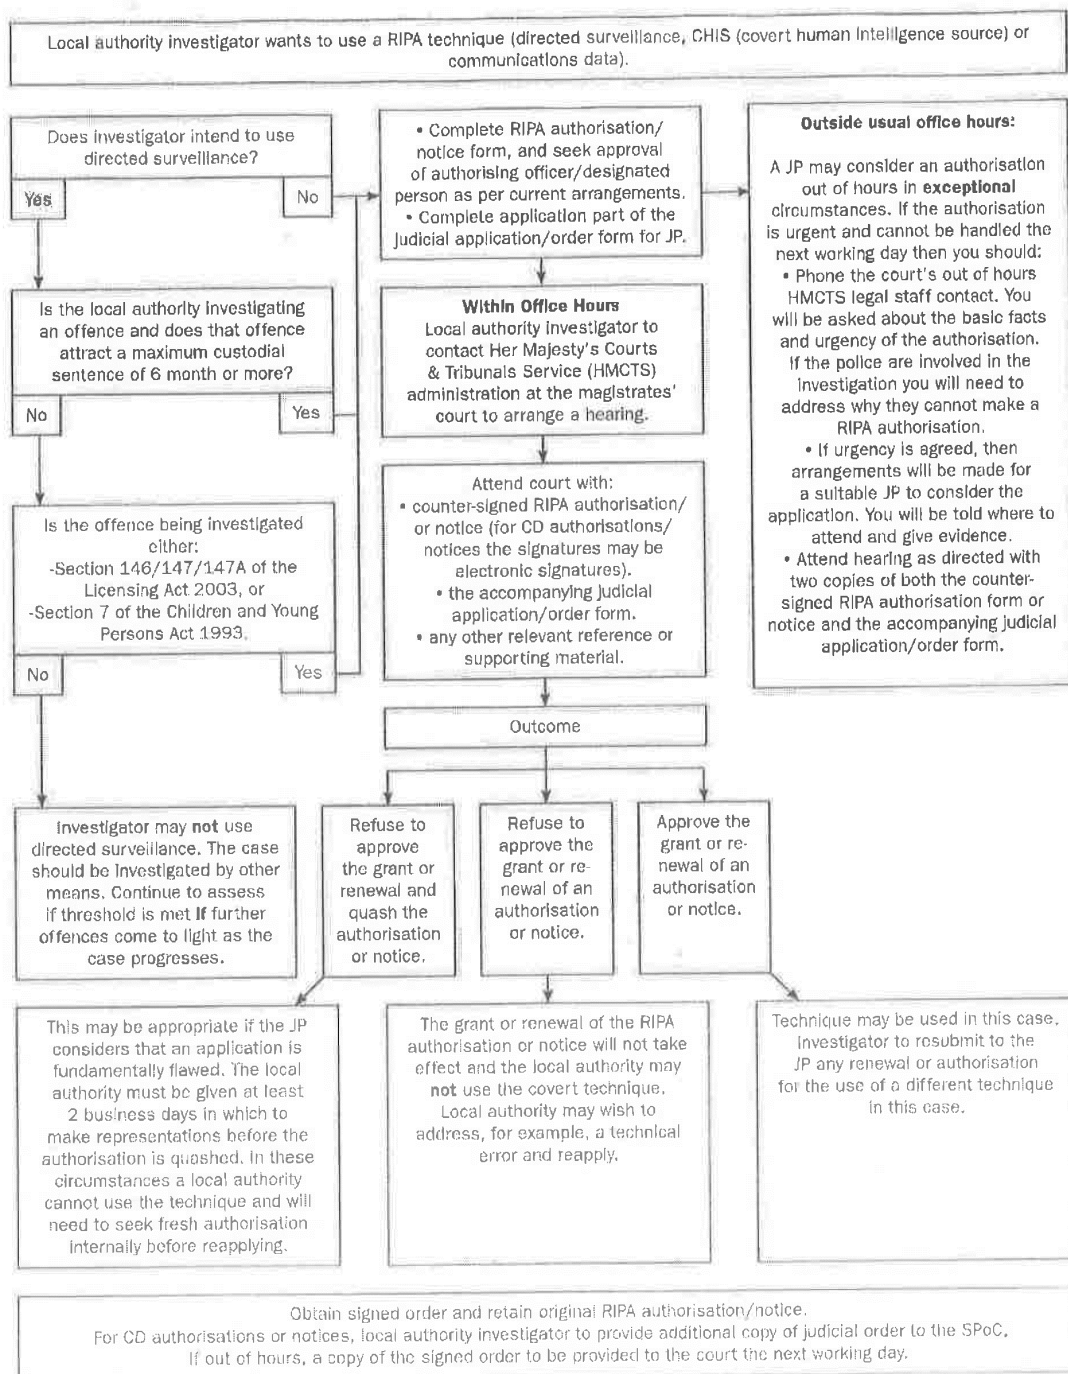 Local authority investigator wants to use a RIPA technique (directed surveillance, CHIS (covert human intelligence source) or
communications data).
Does investigator intend to use
directed surveillance?
Yes
No
Is the local authority investigating
an offence and does that offence
attract a maximum custodial
sentence of 6 month or more?
No
Yes
Is the offence being investigated
either:
-Section 146/147/147A of the
Licensing Act 2003, or
-Section 7 of the Children and Young
Persons Act 1993.
No
Yes
Investigator may not use
directed surveillance. The case
should be investigated by other
means. Continue to assess
if threshold is met if further
offences come to light as the
case progresses.
• Complete RIPA authorisation/
notice form, and seek approval
of authorising officer/designated
person as per current arrangements.
• Complete application part of the
judicial application/order form for JP.
Within Office Hours
Local authority investigator to
contact Her Majesty's Courts
& Tribunals Service (HMCTS)
administration at the magistrates'
court to arrange a hearing.
Attend court with:
• counter-signed RIPA authorisation/
or notice (for CD authorisations/
notices the signatures may be
electronic signatures).
• the accompanying judicial
application/order form.
• any other relevant reference or
supporting material.
Outside usual office hours:
A JP may consider an authorisation
out of hours in exceptional
circumstances. If the authorisation
is urgent and cannot be handled the
next working day then you should:
• Phone the court's out of hours
HMCTS legal staff contact. You
will be asked about the basic facts
and urgency of the authorisation.
If the police are involved in the
investigation you will need to
address why they cannot make a
RIPA authorisation.
• If urgency is agreed, then
arrangements will be made for
a suitable JP to consider the
application. You will be told where to
attend and give evidence.
• Attend hearing as directed with
two copies of both the counter-
signed RIPA authorisation form or
notice and the accompanying judicial
application/order form.
Outcome
Refuse to
approve
the grant or
renewal and
quash the
authorisation
or notice.
Refuse to
approve the
grant or re-
newal of an
authorisation
or notice.
Approve the
grant or re-
newal of an
authorisation
or notice.
This may be appropriate if the JP
considers that an application is
fundamentally flawed. The local
authority must be given at least
2 business days in which to
make representations before the
authorisation is quashed. In these
circumstances a local authority
cannot use the technique and will
need to seek fresh authorisation
internally before reapplying.
The grant or renewal of the RIPA
authorisation or notice will not take
effect and the local authority may
not use the covert technique.
Local authority may wish to
address, for example, a technical
error and reapply.
Technique may be used in this case.
Investigator to resubmit to the
JP any renewal or authorisation
for the use of a different technique
in this case.
Obtain signed order and retain original RIPA authorisation/notice.
For CD authorisations or notices, local authority investigator to provide additional copy of judicial order to the SPoC.
If out of hours, a copy of the signed order to be provided to the court the next working day.